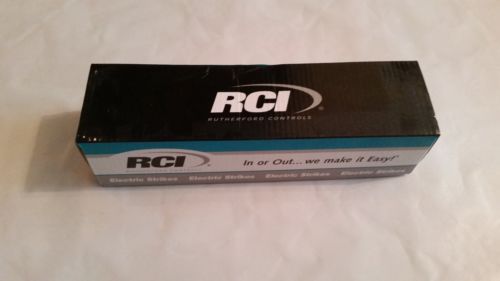 RCI®
RUTHERFORD CONTROLS
RCI® In or Out...we make it Easy!®
Electric Strikes Electric Strikes Electric Strikes Electric Strikes